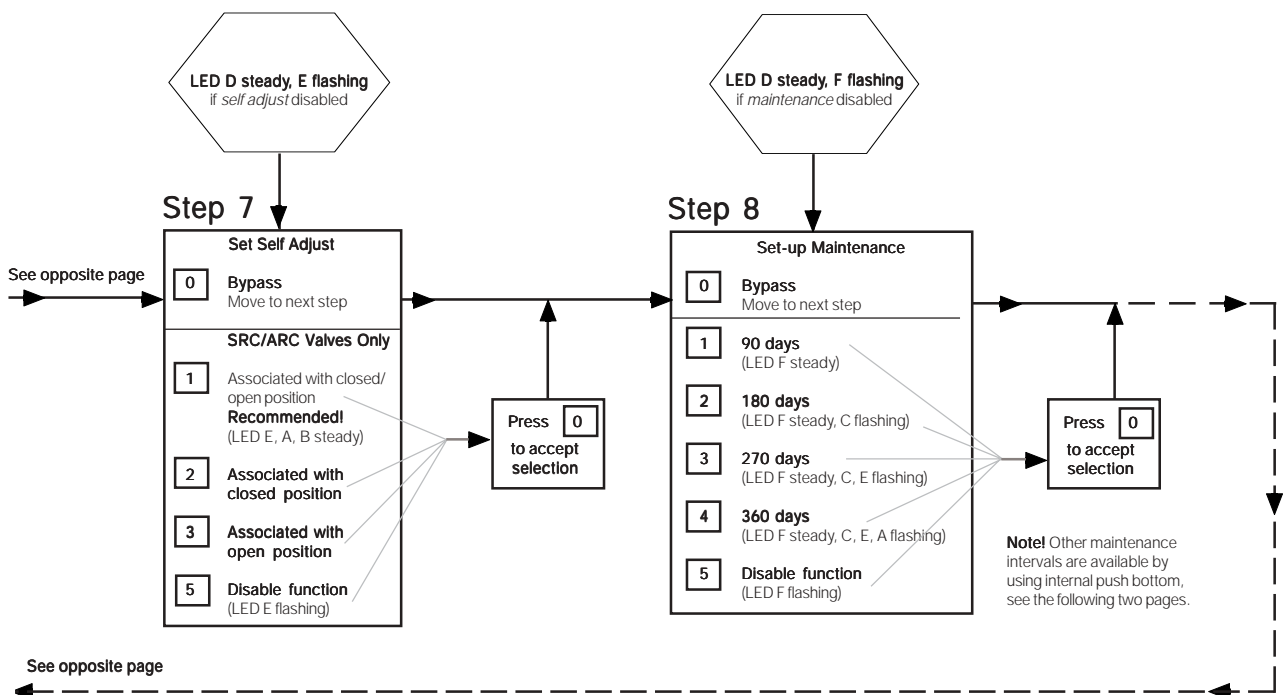 LED D steady, E flashing
if self adjust disabled
LED D steady, F flashing
if maintenance disabled
Step 7
Step 8
See opposite page
Set Self Adjust
0 Bypass
Move to next step
SRC/ARC Valves Only
1 Associated with closed/
open position
Recommended!
(LED E, A, B steady)
2 Associated with
closed position
3 Associated with
open position
5 Disable function
(LED E flashing)
Press 0
to accept
selection
Set-up Maintenance
0 Bypass
Move to next step
1 90 days
(LED F steady)
2 180 days
(LED F steady, C flashing)
3 270 days
(LED F steady, C, E flashing)
4 360 days
(LED F steady, C, E, A flashing)
5 Disable function
(LED F flashing)
Press 0
to accept
selection
Note! Other maintenance
intervals are available by
using internal push bottom,
see the following two pages.
See opposite page